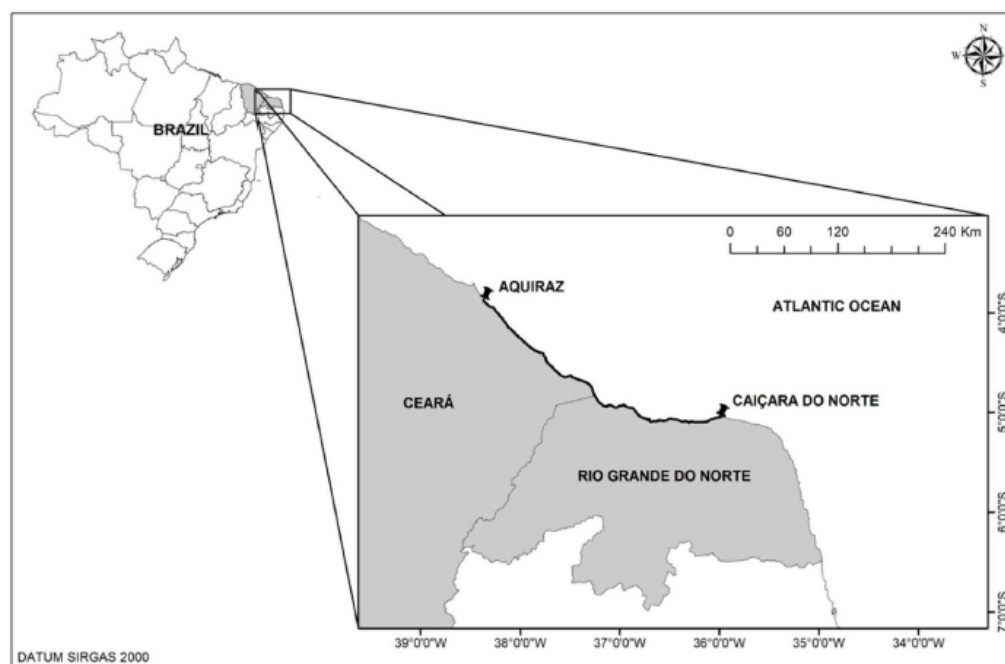 N
W
E
S
BRAZIL
0 60 120 240 Km
AQUIRAZ
ATLANTIC OCEAN
4°0'0"S
CEARÁ
CAIÇARA DO NORTE
5°0'0"S
RIO GRANDE DO NORTE
6°0'0"S
7°0'0"S
39°0'0"W 38°0'0"W 37°0'0"W 36°0'0"W 35°0'0"W 34°0'0"W
DATUM SIRGAS 2000